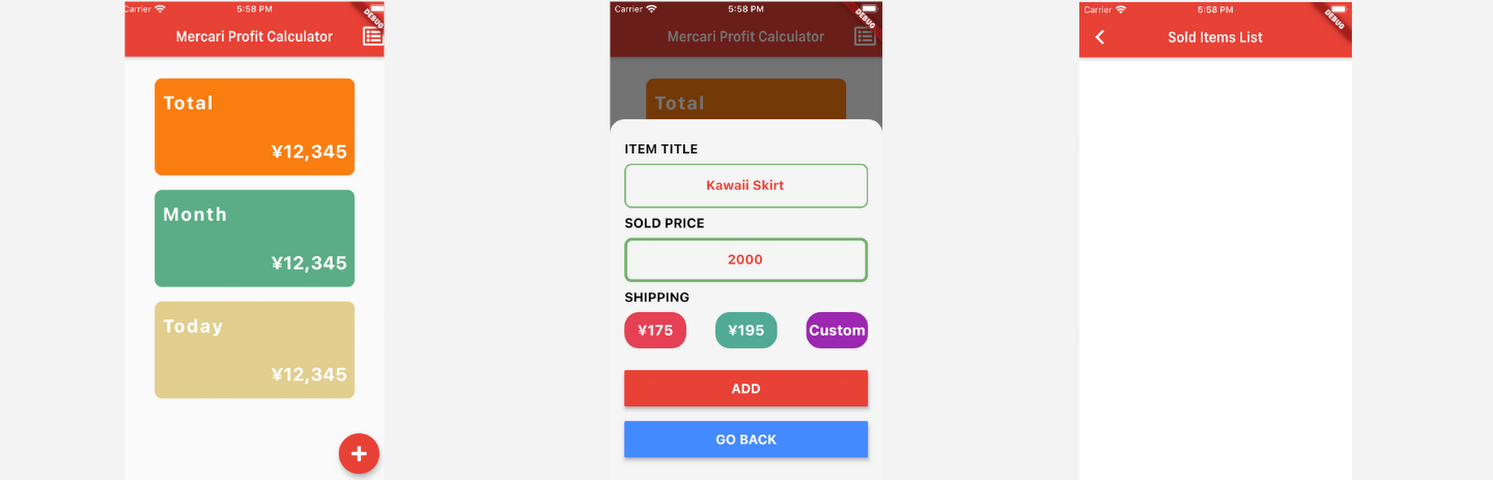 Carrier 5:58 PM DEBUG
Mercari Profit Calculator
Total
¥12,345
Month
¥12,345
Today
¥12,345
+
Carrier 5:58 PM DEBUG
Mercari Profit Calculator
Total
ITEM TITLE
Kawaii Skirt
SOLD PRICE
2000
SHIPPING
¥175 ¥195 Custom
ADD
GO BACK
Carrier 5:58 PM DEBUG
Sold Items List